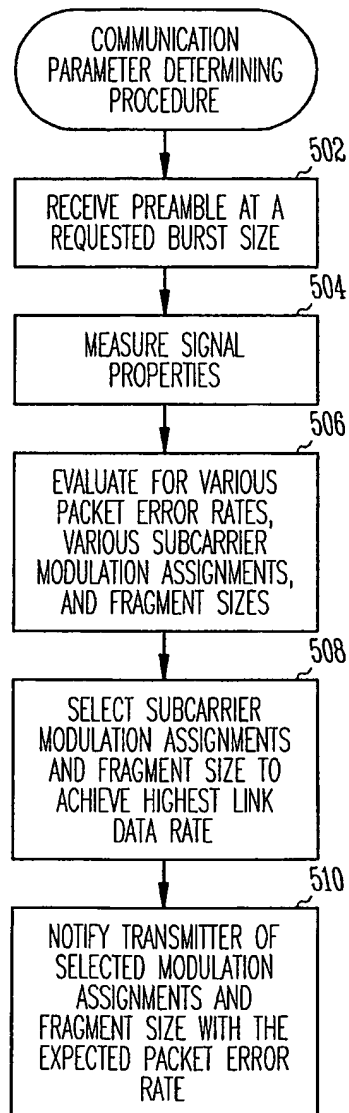 COMMUNICATION
PARAMETER DETERMINING
PROCEDURE
502
RECEIVE PREAMBLE AT A
REQUESTED BURST SIZE
504
MEASURE SIGNAL
PROPERTIES
506
EVALUATE FOR VARIOUS
PACKET ERROR RATES,
VARIOUS SUBCARRIER
MODULATION ASSIGNMENTS,
AND FRAGMENT SIZES
508
SELECT SUBCARRIER
MODULATION ASSIGNMENTS
AND FRAGMENT SIZE TO
ACHIEVE HIGHEST LINK
DATA RATE
510
NOTIFY TRANSMITTER OF
SELECTED MODULATION
ASSIGNMENTS AND
FRAGMENT SIZE WITH THE
EXPECTED PACKET ERROR
RATE